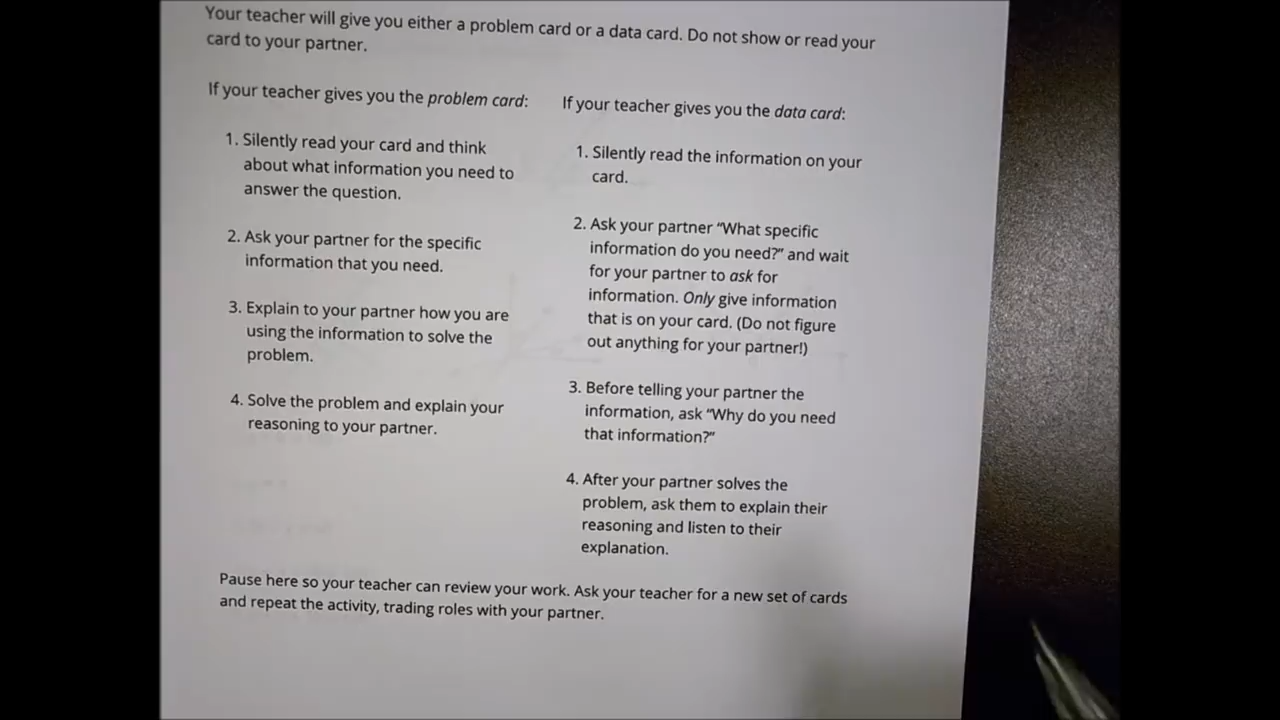 Your teacher will give you either a problem card or a data card. Do not show or read your
card to your partner.
If your teacher gives you the problem card:
1. Silently read your card and think
about what information you need to
answer the question.
2. Ask your partner for the specific
information that you need.
3. Explain to your partner how you are
using the information to solve the
problem.
4. Solve the problem and explain your
reasoning to your partner.
If your teacher gives you the data card:
1. Silently read the information on your
card.
2. Ask your partner “What specific
information do you need?” and wait
for your partner to ask for
information. Only give information
that is on your card. (Do not figure
out anything for your partner!)
3. Before telling your partner the
information, ask “Why do you need
that information?”
4. After your partner solves the
problem, ask them to explain their
reasoning and listen to their
explanation.
Pause here so your teacher can review your work. Ask your teacher for a new set of cards
and repeat the activity, trading roles with your partner.